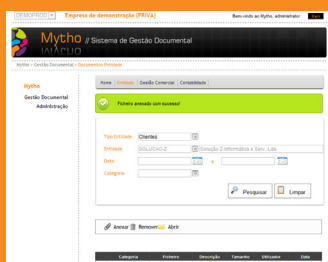 [DEMOPROD] Empresa de demonstração (PRIVA) Bem-vindo ao Mytho, administrador Sair
Mytho // Sistema de Gestão Documental
Mytho > Gestão Documental > Documentos Entidade
Mytho
Gestão Documental
Administração
Home | Entidade | Gestão Comercial | Contabilidade |
Ficheiro anexado com sucesso!
Tipo Entidade Clientes
Entidade SOLUCAO-2 Solução-2 Informática e Serv., Lda
Data a
Categoria
Pesquisar Limpar
Anexar Remover Abrir
Categoria Ficheiro Descrição Tamanho Utilizador Data